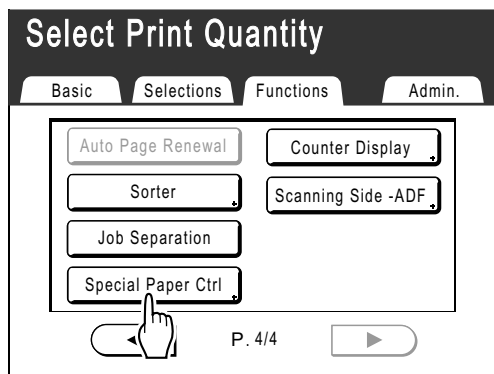 Select Print Quantity
Basic Selections Functions Admin.
Auto Page Renewal Counter Display
Sorter Scanning Side -ADF
Job Separation
Special Paper Ctrl
P. 4/4